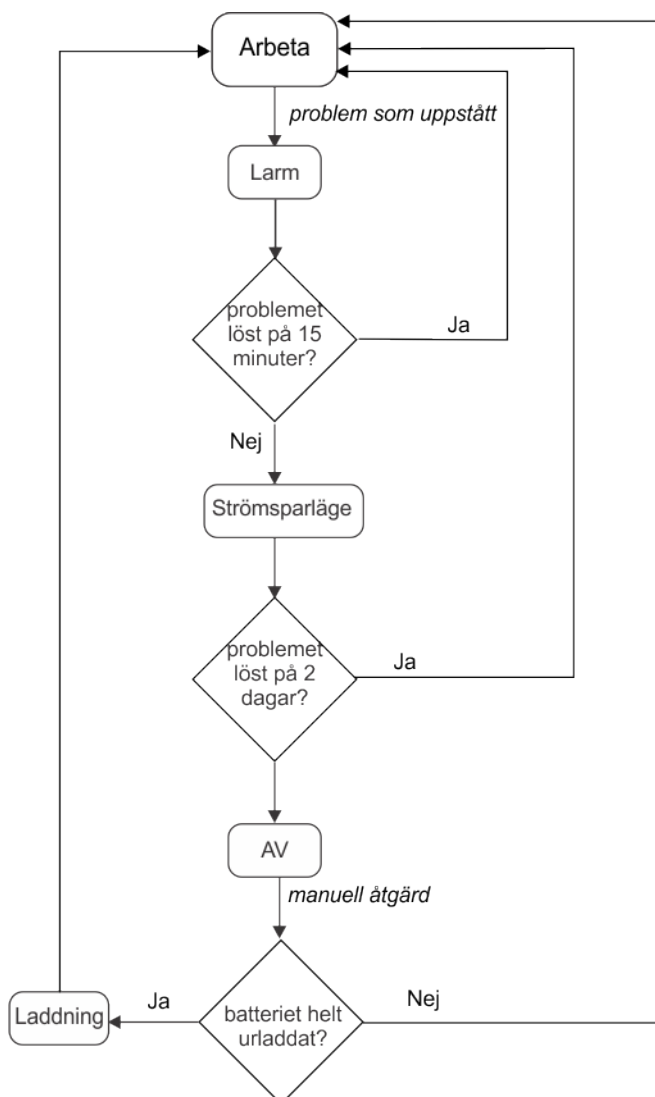 Arbeta
problem som uppstått
Larm
problemet
löst på 15
minuter?
Ja
Nej
Strömsparläge
problemet
löst på 2
dagar?
Ja
AV
manuell åtgärd
batteriet helt
urladdat?
Ja
Nej
Laddning